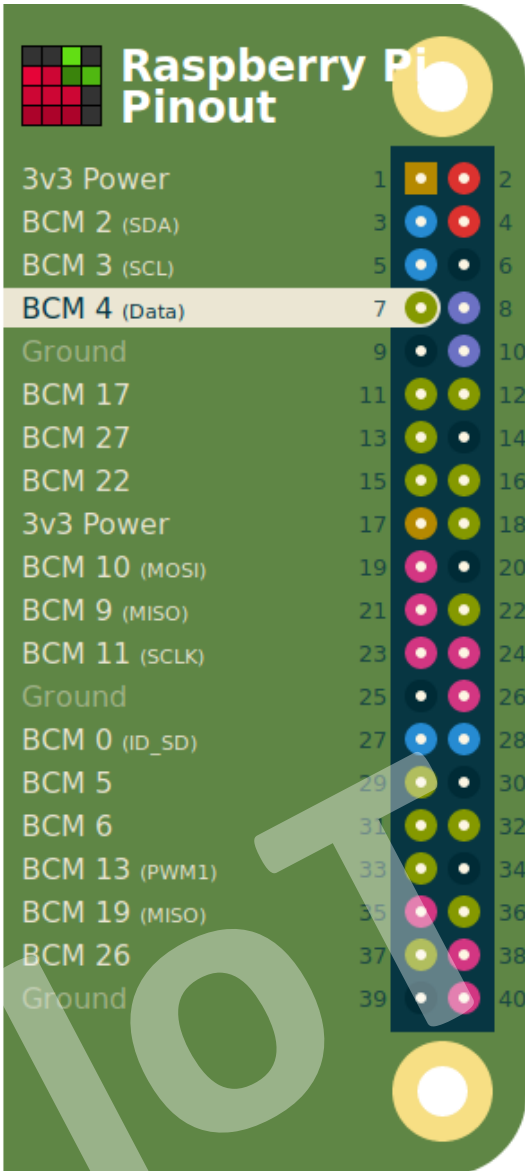 Raspberry Pi
Pinout
3v3 Power 1 2
BCM 2 (SDA) 3 4
BCM 3 (SCL) 5 6
BCM 4 (Data) 7 8
Ground 9 10
BCM 17 11 12
BCM 27 13 14
BCM 22 15 16
3v3 Power 17 18
BCM 10 (MOSI) 19 20
BCM 9 (MISO) 21 22
BCM 11 (SCLK) 23 24
Ground 25 26
BCM 0 (ID_SD) 27 28
BCM 5 29 30
BCM 6 31 32
BCM 13 (PWM1) 33 34
BCM 19 (MISO) 35 36
BCM 26 37 38
Ground 39 40
IoT